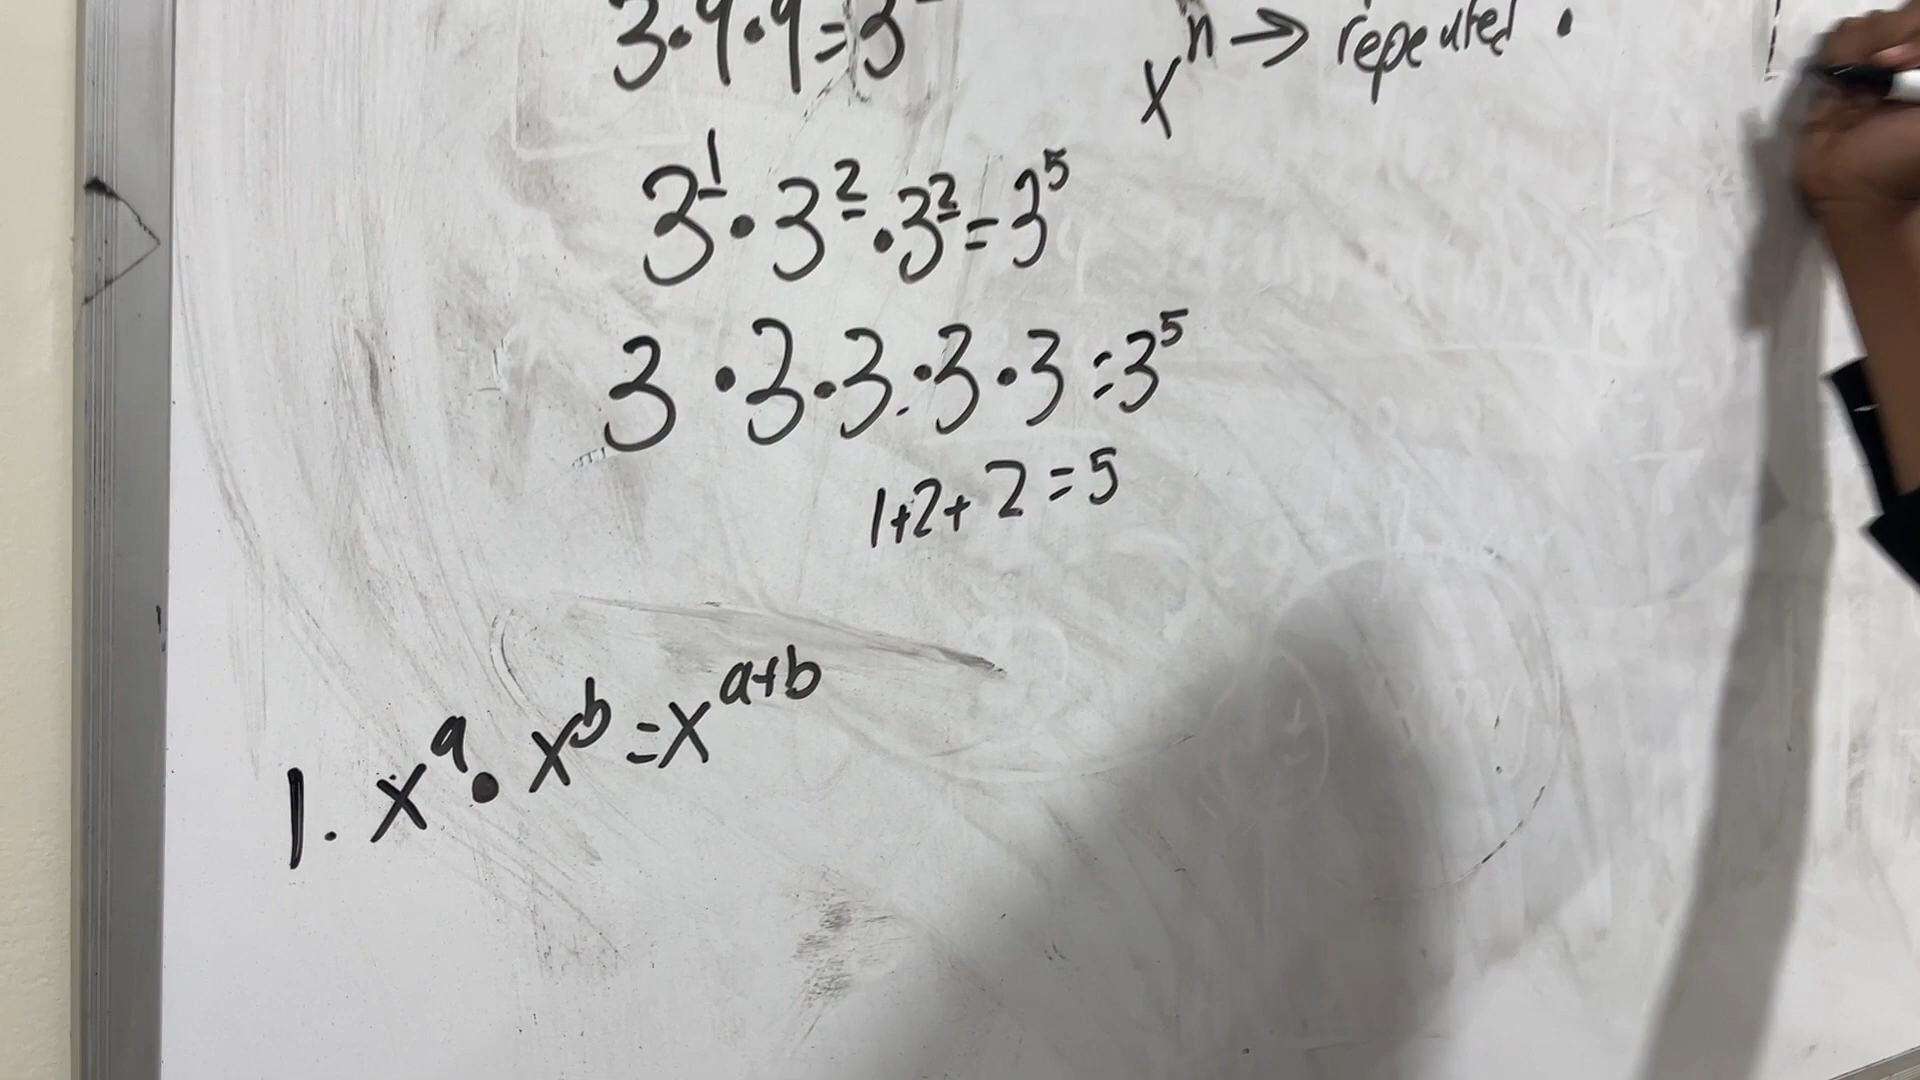 3·9·9=3
xⁿ → repeated ·
3¹·3²·3²=3⁵
3·3·3·3·3=3⁵
1+2+2=5
1. xᵃ·xᵇ=xᵃ⁺ᵇ